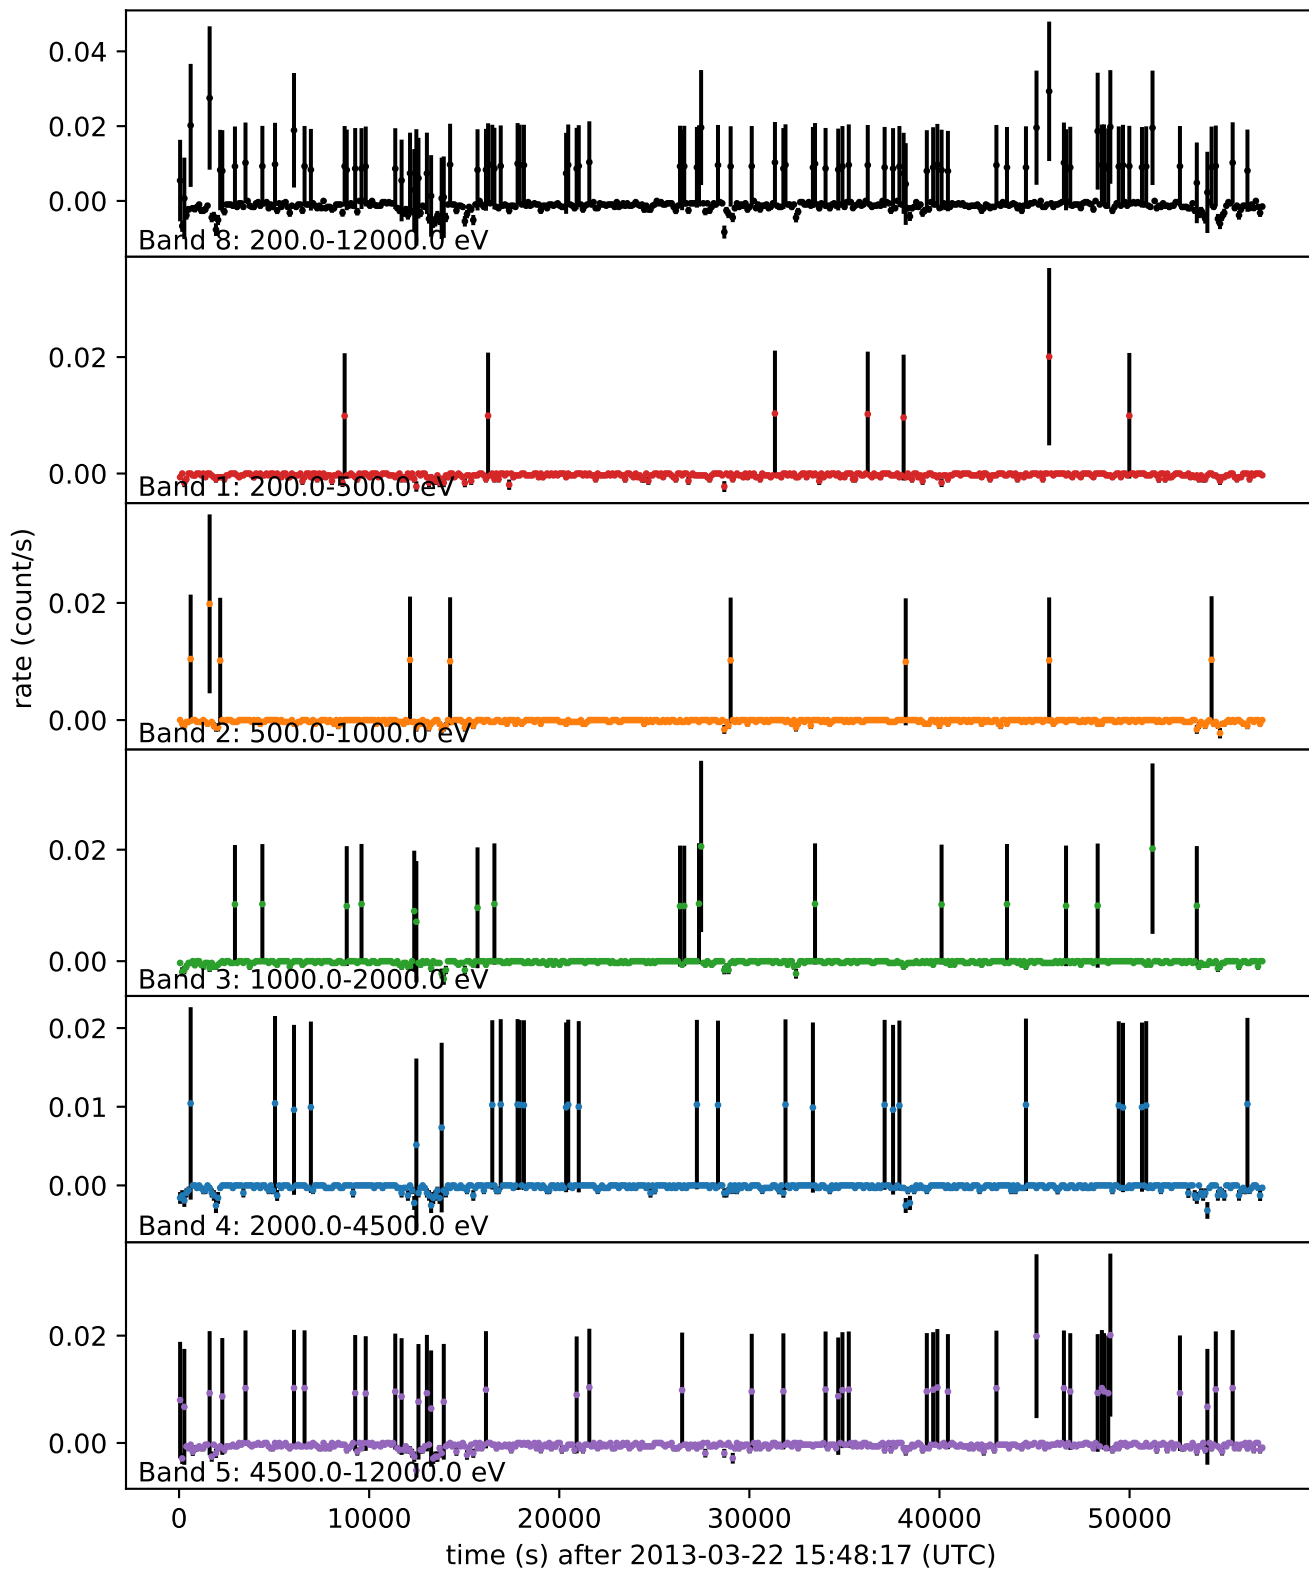 0.04
0.02
0.00
Band 8: 200.0-12000.0 eV
0.02
0.00
Band 1: 200.0-500.0 eV
0.02
0.00
Band 2: 500.0-1000.0 eV
rate (count/s)
0.02
0.00
Band 3: 1000.0-2000.0 eV
0.02
0.01
0.00
Band 4: 2000.0-4500.0 eV
0.02
0.00
Band 5: 4500.0-12000.0 eV
0 10000 20000 30000 40000 50000
time (s) after 2013-03-22 15:48:17 (UTC)